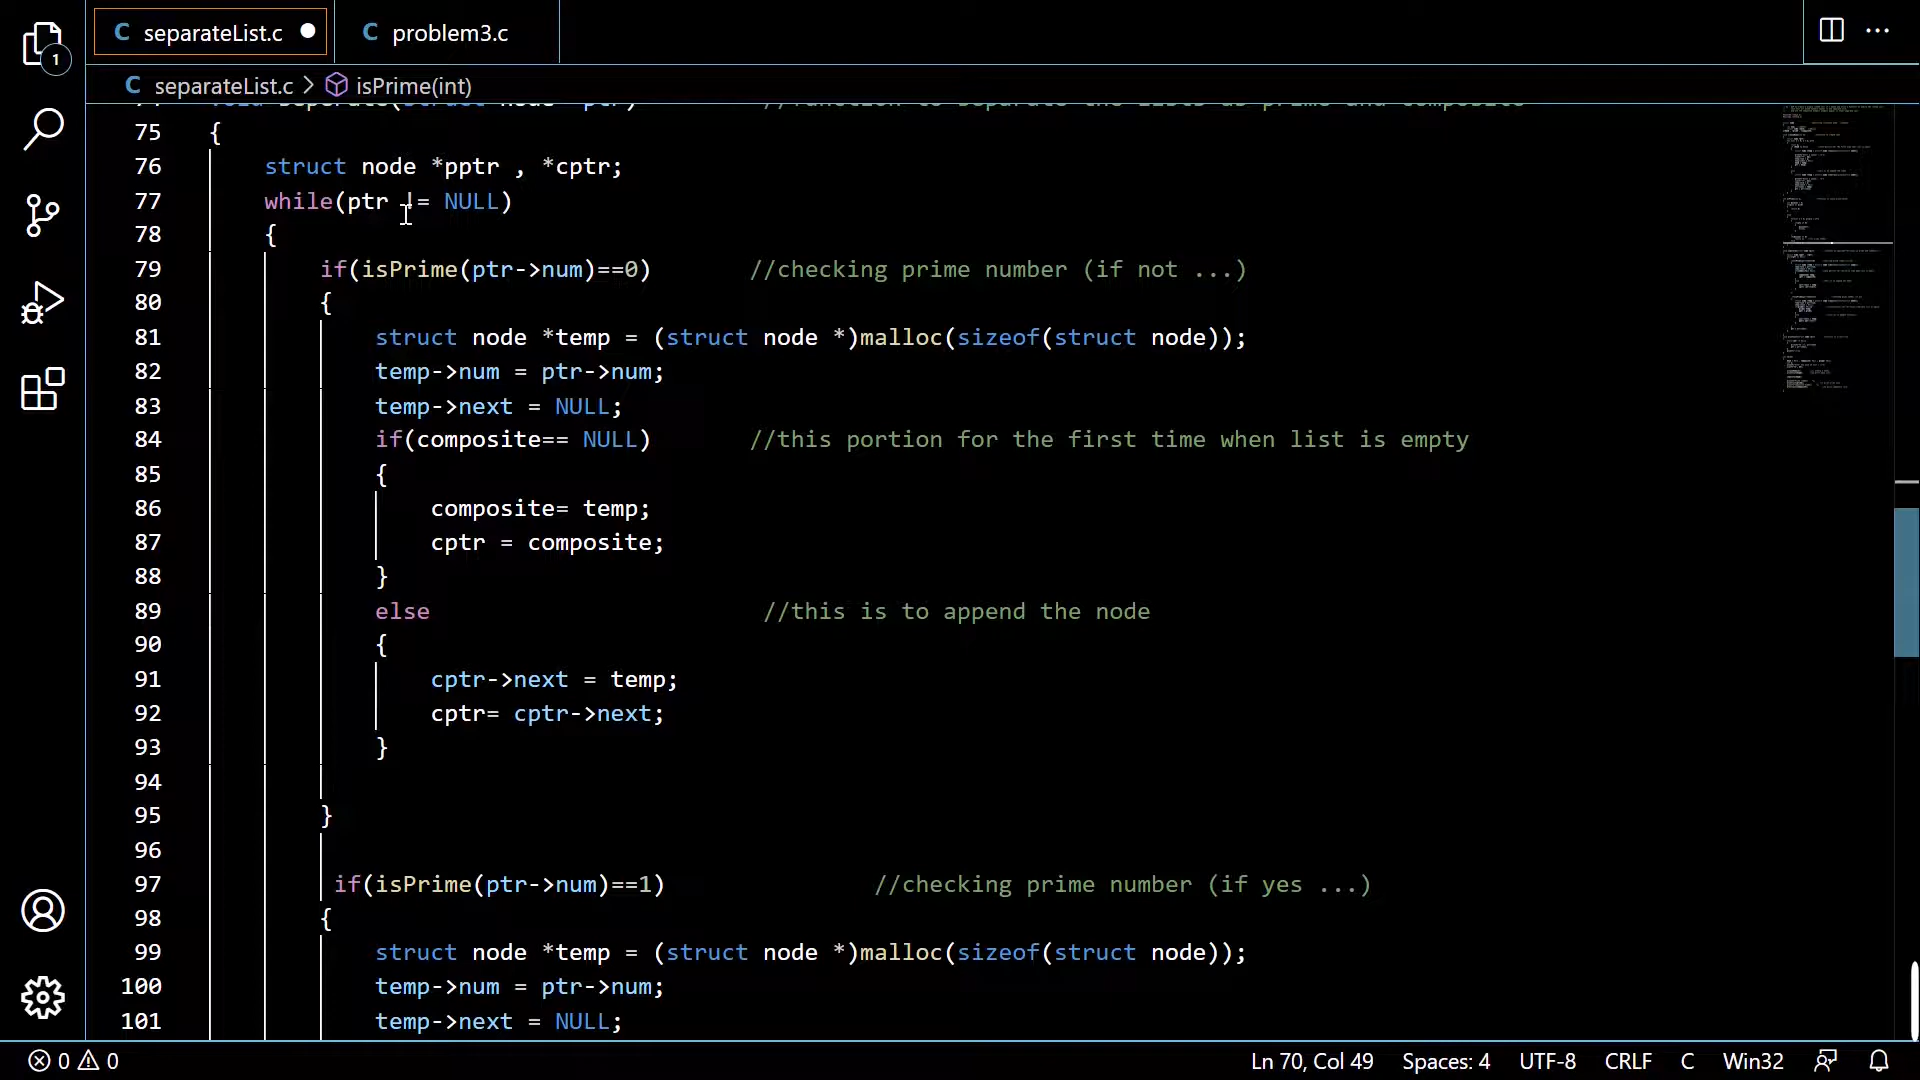 separateList.c ● problem3.c
1
separateList.c > isPrime(int)
75 {
76 struct node *pptr , *cptr;
77 while(ptr != NULL)
78 {
79 if(isPrime(ptr->num)==0) //checking prime number (if not ...)
80 {
81 struct node *temp = (struct node *)malloc(sizeof(struct node));
82 temp->num = ptr->num;
83 temp->next = NULL;
84 if(composite== NULL) //this portion for the first time when list is empty
85 {
86 composite= temp;
87 cptr = composite;
88 }
89 else //this is to append the node
90 {
91 cptr->next = temp;
92 cptr= cptr->next;
93 }
94
95 }
96
97 if(isPrime(ptr->num)==1) //checking prime number (if yes ...)
98 {
99 struct node *temp = (struct node *)malloc(sizeof(struct node));
100 temp->num = ptr->num;
101 temp->next = NULL;
0 0 Ln 70, Col 49 Spaces: 4 UTF-8 CRLF C Win32